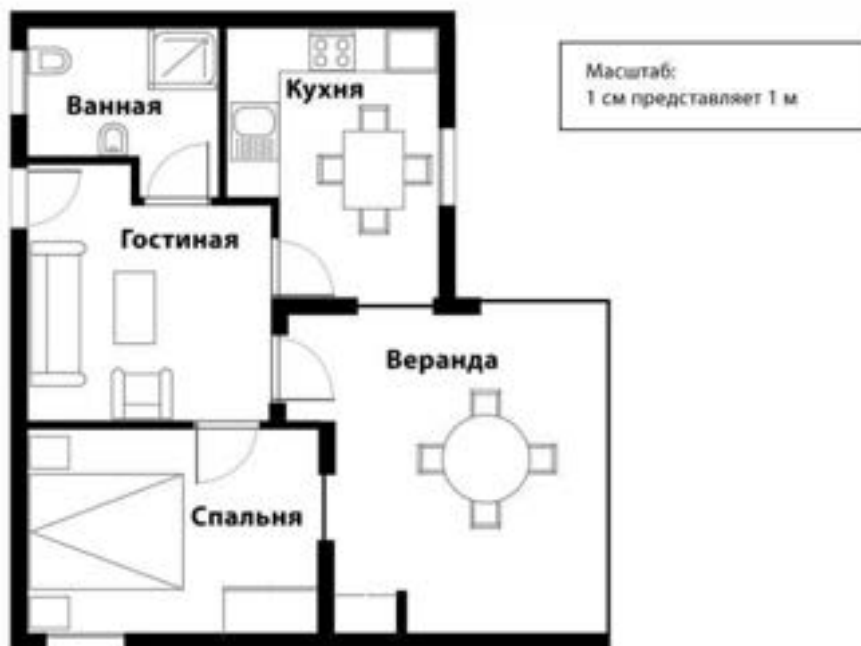 Масштаб:
1 см представляет 1 м
Ванная
Кухня
Гостиная
Веранда
Спальня